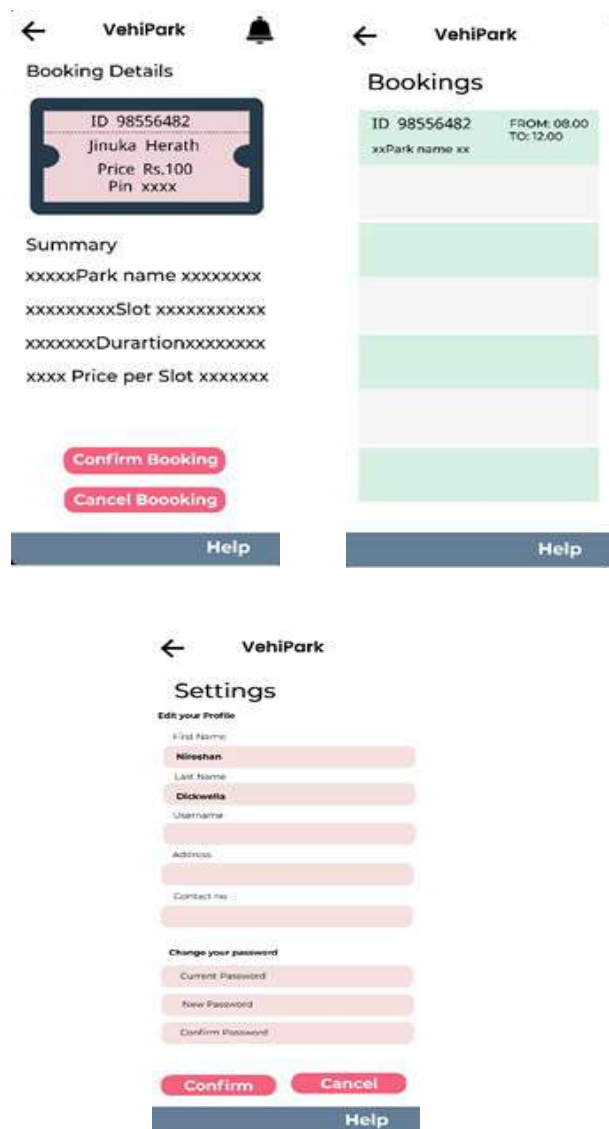 VehiPark
Booking Details
ID 98556482
Jinuka Herath
Price Rs.100
Pin xxxx
Summary
xxxxxPark name xxxxxxxx
xxxxxxxxxSlot xxxxxxxxxxx
xxxxxxxDurartionxxxxxxxx
xxxx Price per Slot xxxxxxx
Confirm Booking
Cancel Boooking
Help
VehiPark
Bookings
ID 98556482
FROM: 08.00
TO: 12.00
xxPark name xx
Help
VehiPark
Settings
Edit your Profile
First Name
Niroshan
Last Name
Dickwella
Username
Address
Contact no
Change your password
Current Password
New Password
Confirm Password
Confirm
Cancel
Help